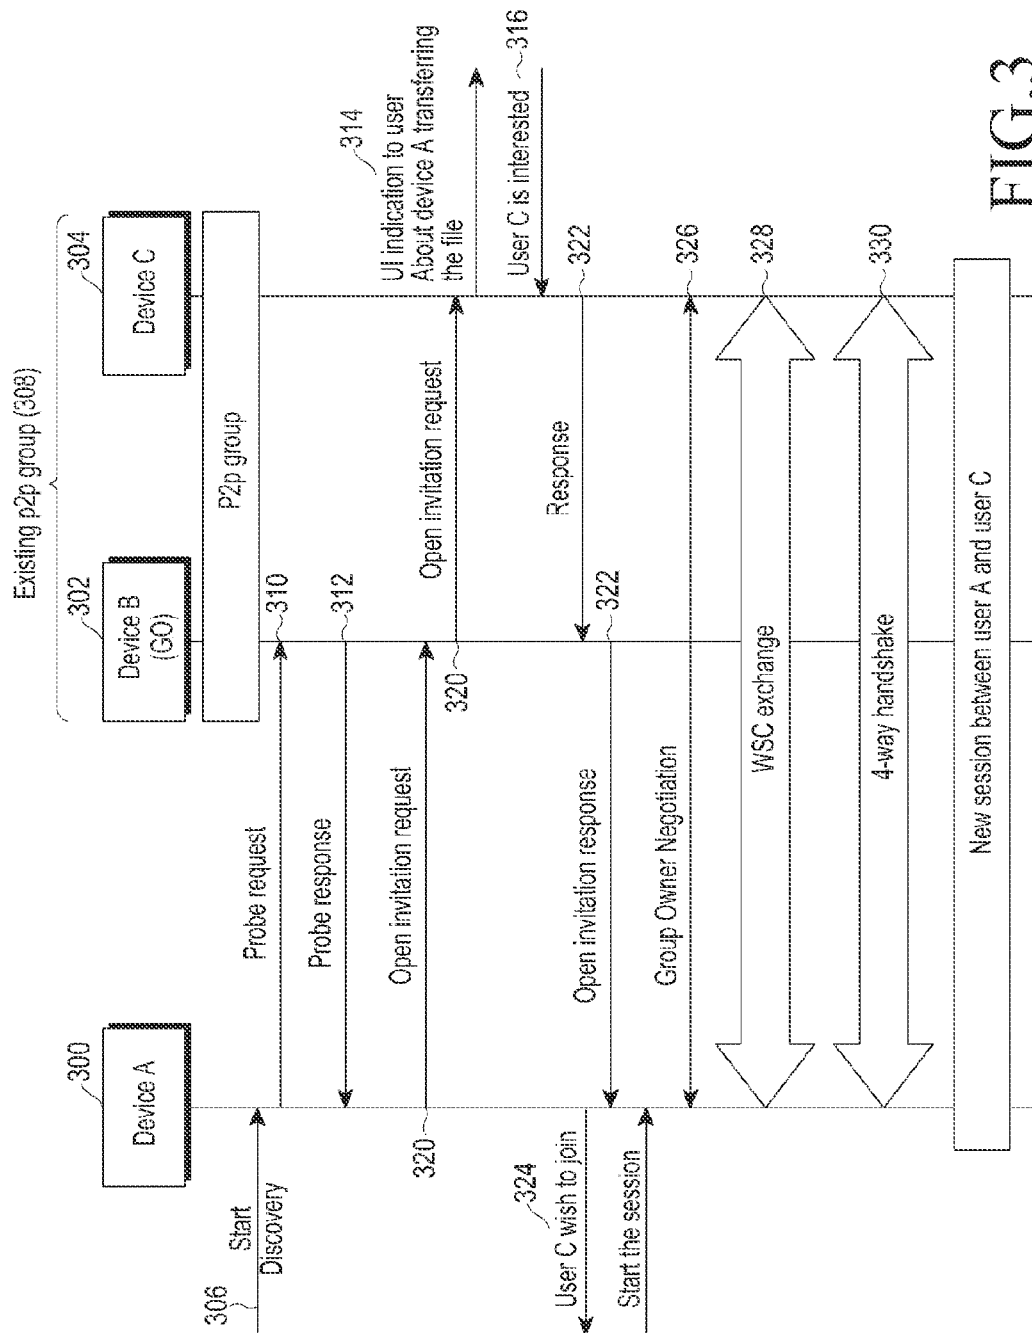 Existing p2p group (308)
300
302
304
Device A
Device B
(GO)
Device C
P2p group
306
Start
Discovery
Probe request
310
Probe response
312
Open invitation request
320
320
Open invitation request
314
UI indication to user
About device A transferring
the file
User C is interested
316
Response
322
324
User C wish to join
Open invitation response
322
Start the session
Group Owner Negotiation
326
WSC exchange
328
4-way handshake
330
New session between user A and user C
FIG.3